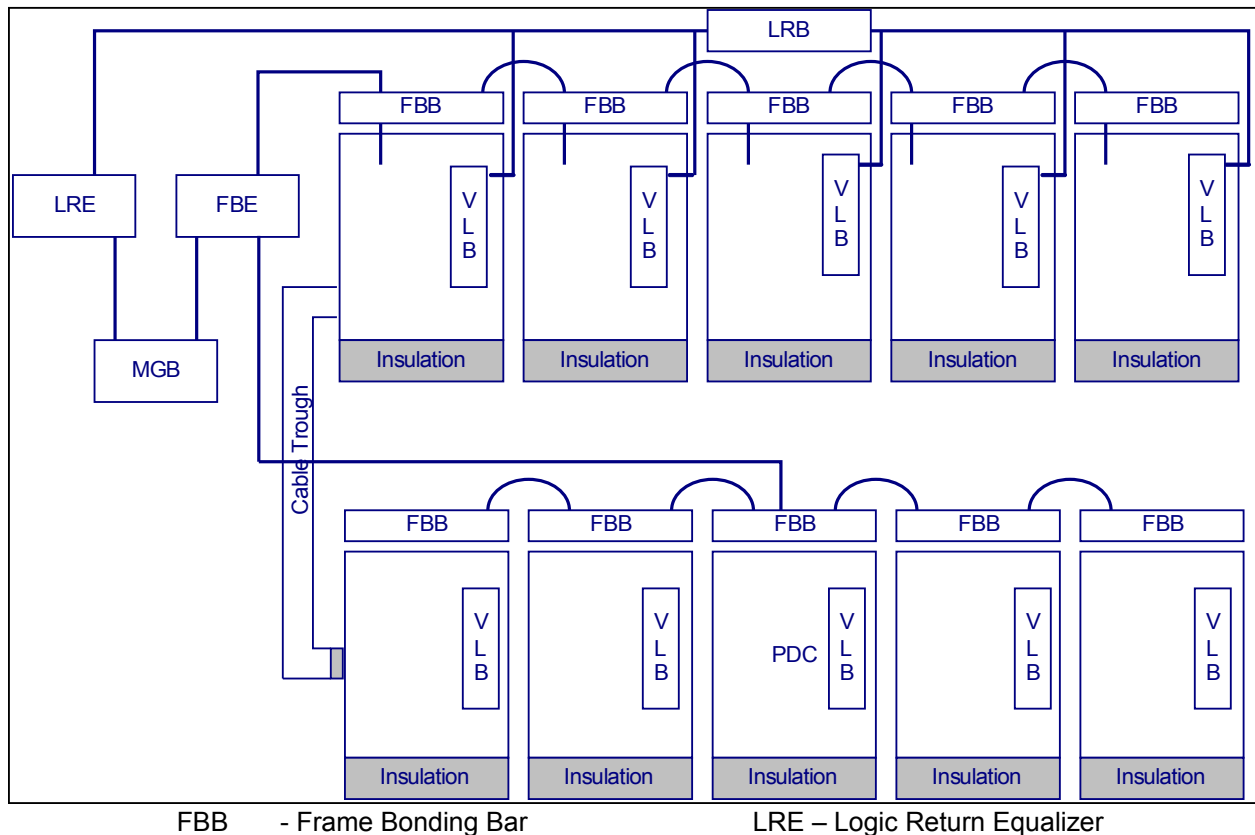 LRB
FBB FBB FBB FBB FBB
V L B
V L B
V L B
V L B
V L B
LRE FBE
MGB
Insulation Insulation Insulation Insulation Insulation
Cable Trough
FBB FBB FBB FBB FBB
V L B
V L B
PDC
V L B
V L B
V L B
Insulation Insulation Insulation Insulation Insulation
FBB - Frame Bonding Bar LRE – Logic Return Equalizer